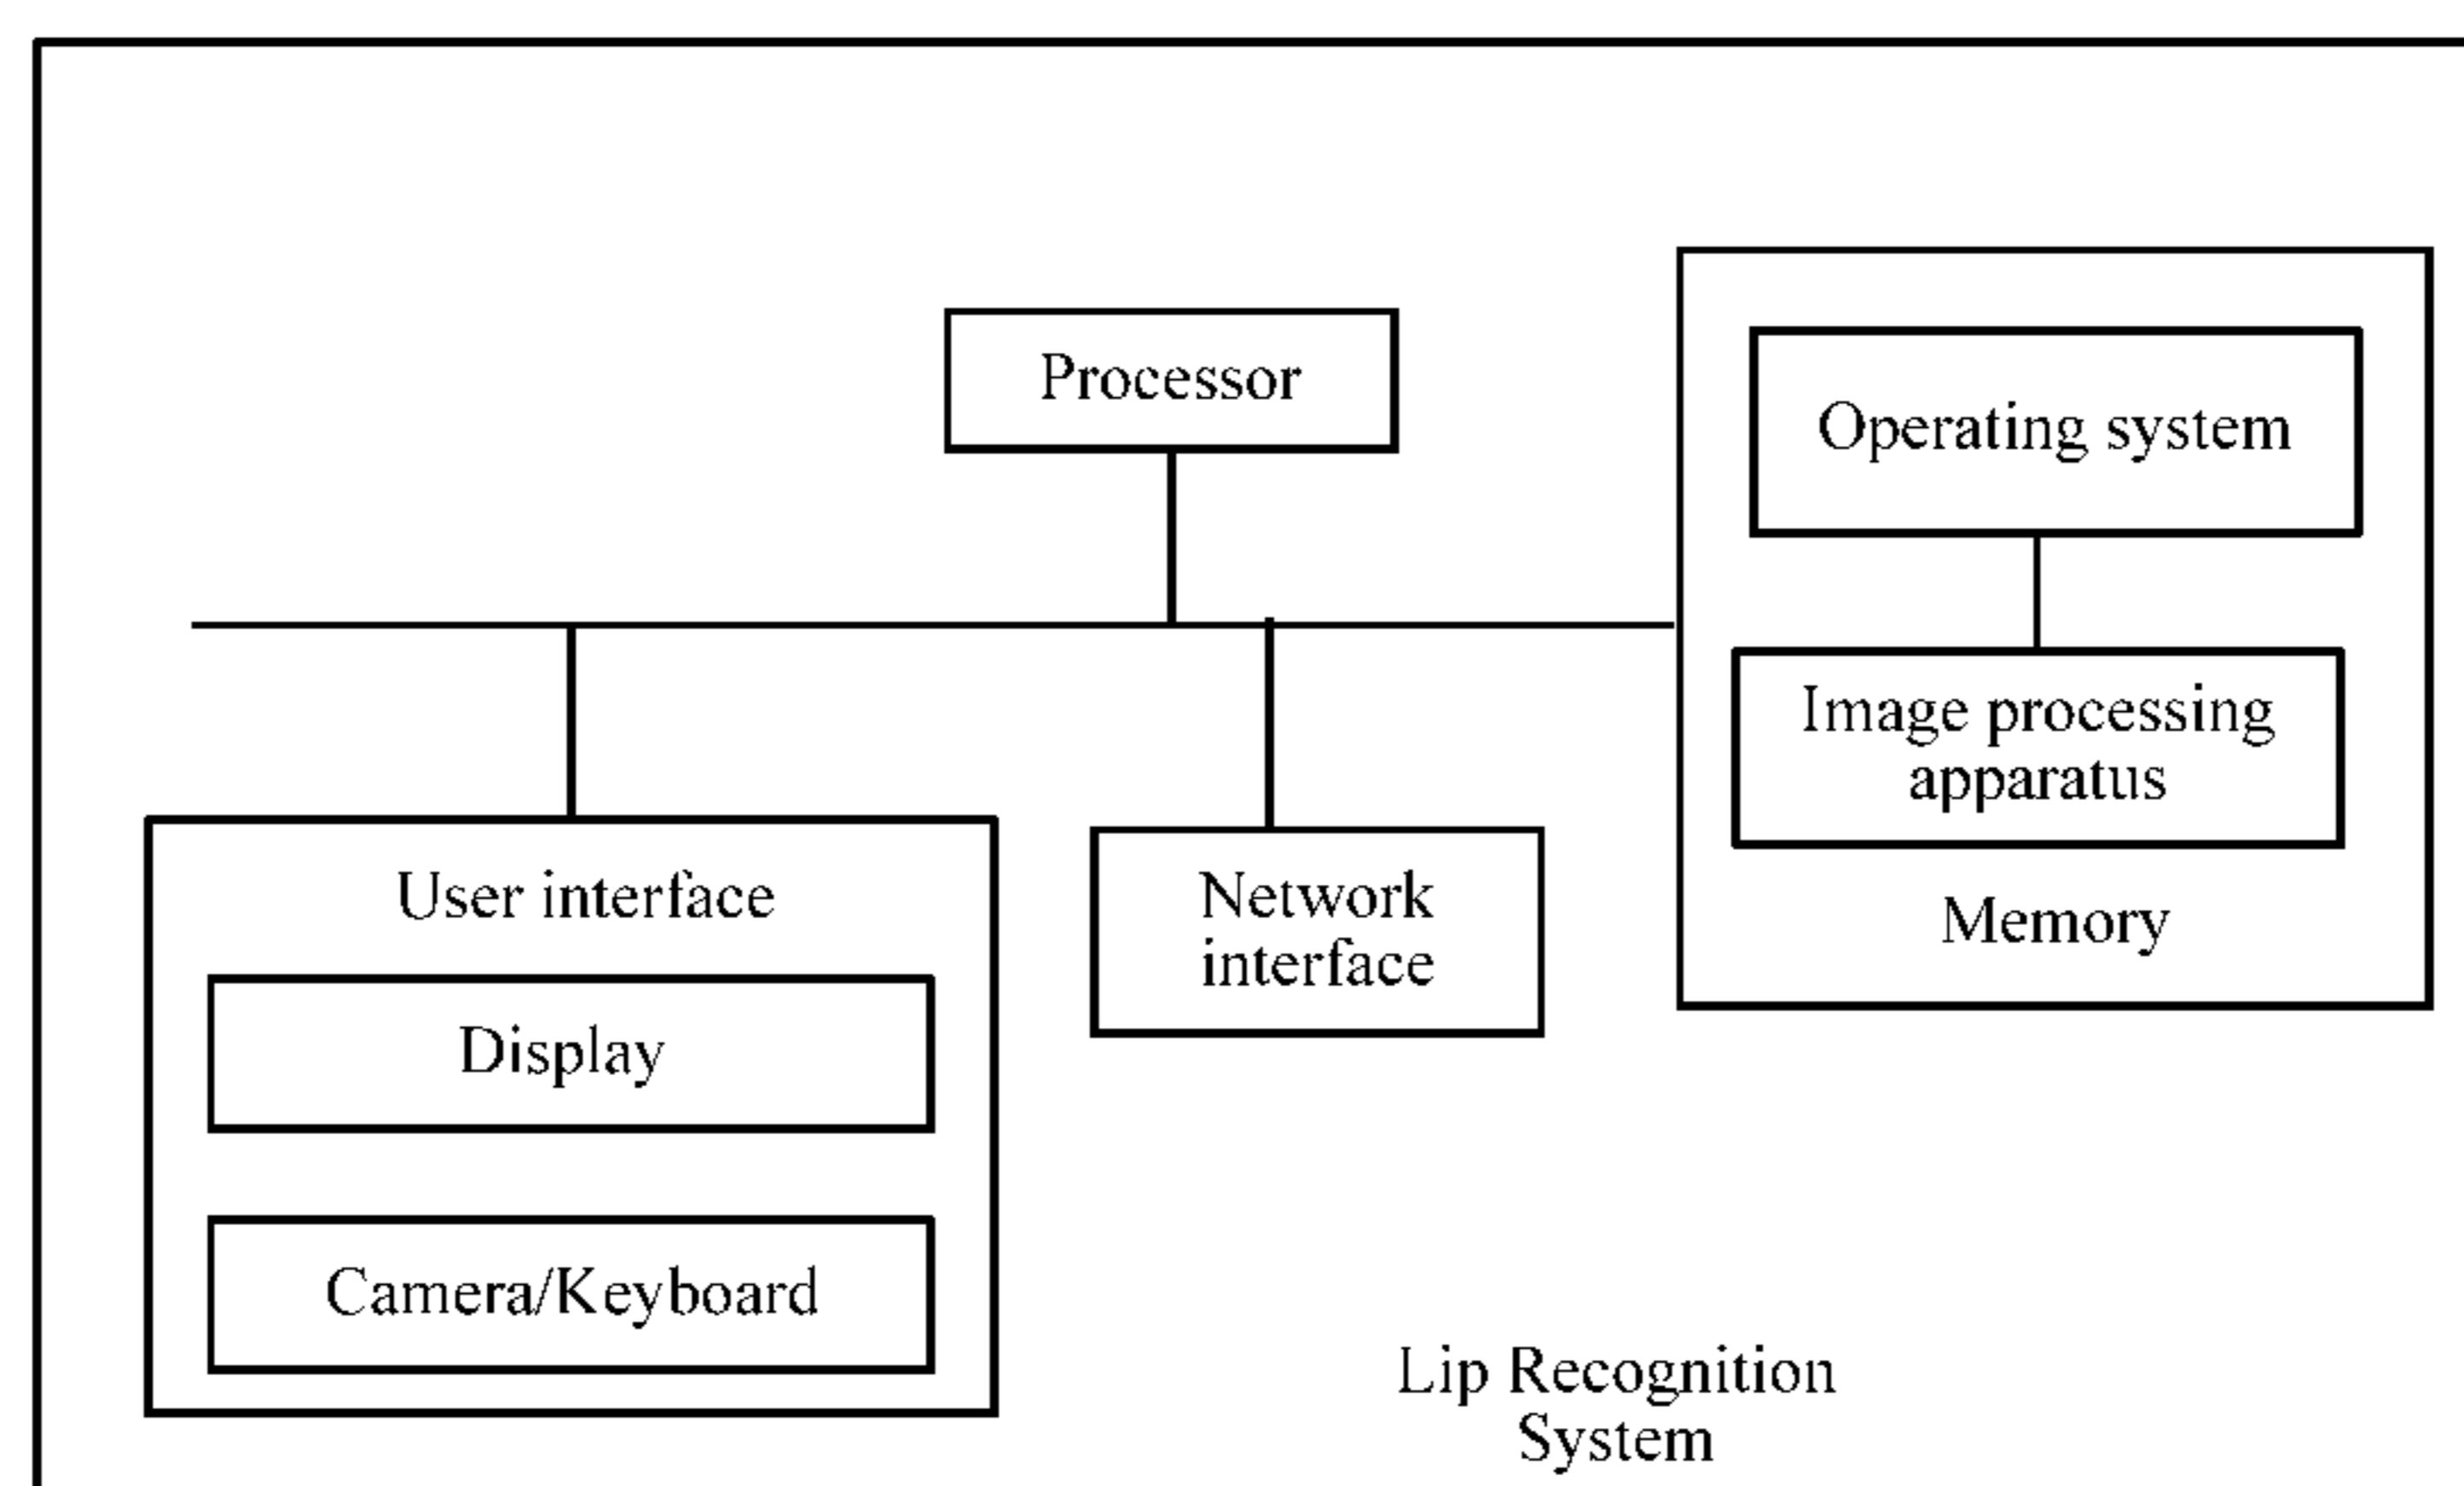 Processor
Operating system
Image processing
apparatus
Memory
User interface
Display
Camera/Keyboard
Network
interface
Lip Recognition
System